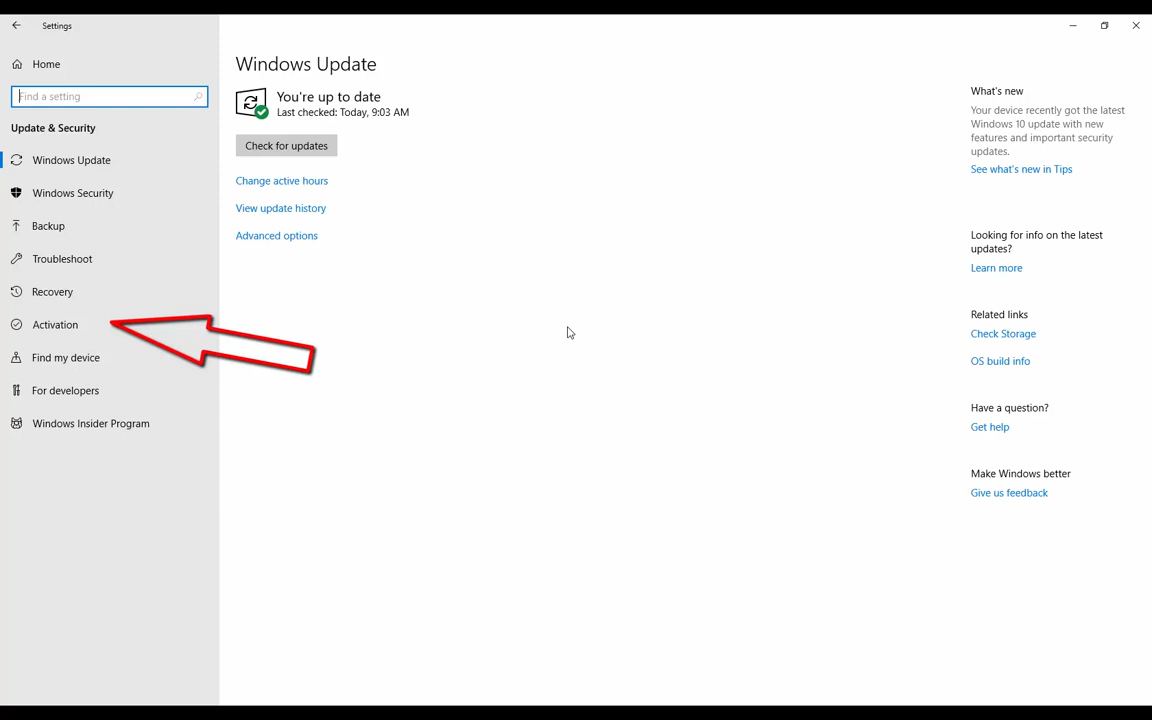 Settings
Home
Find a setting
Update & Security
Windows Update
Windows Security
Backup
Troubleshoot
Recovery
Activation
Find my device
For developers
Windows Insider Program
Windows Update
You're up to date
Last checked: Today, 9:03 AM
Check for updates
Change active hours
View update history
Advanced options
What's new
Your device recently got the latest
Windows 10 update with new
features and important security
updates.
See what's new in Tips
Looking for info on the latest
updates?
Learn more
Related links
Check Storage
OS build info
Have a question?
Get help
Make Windows better
Give us feedback